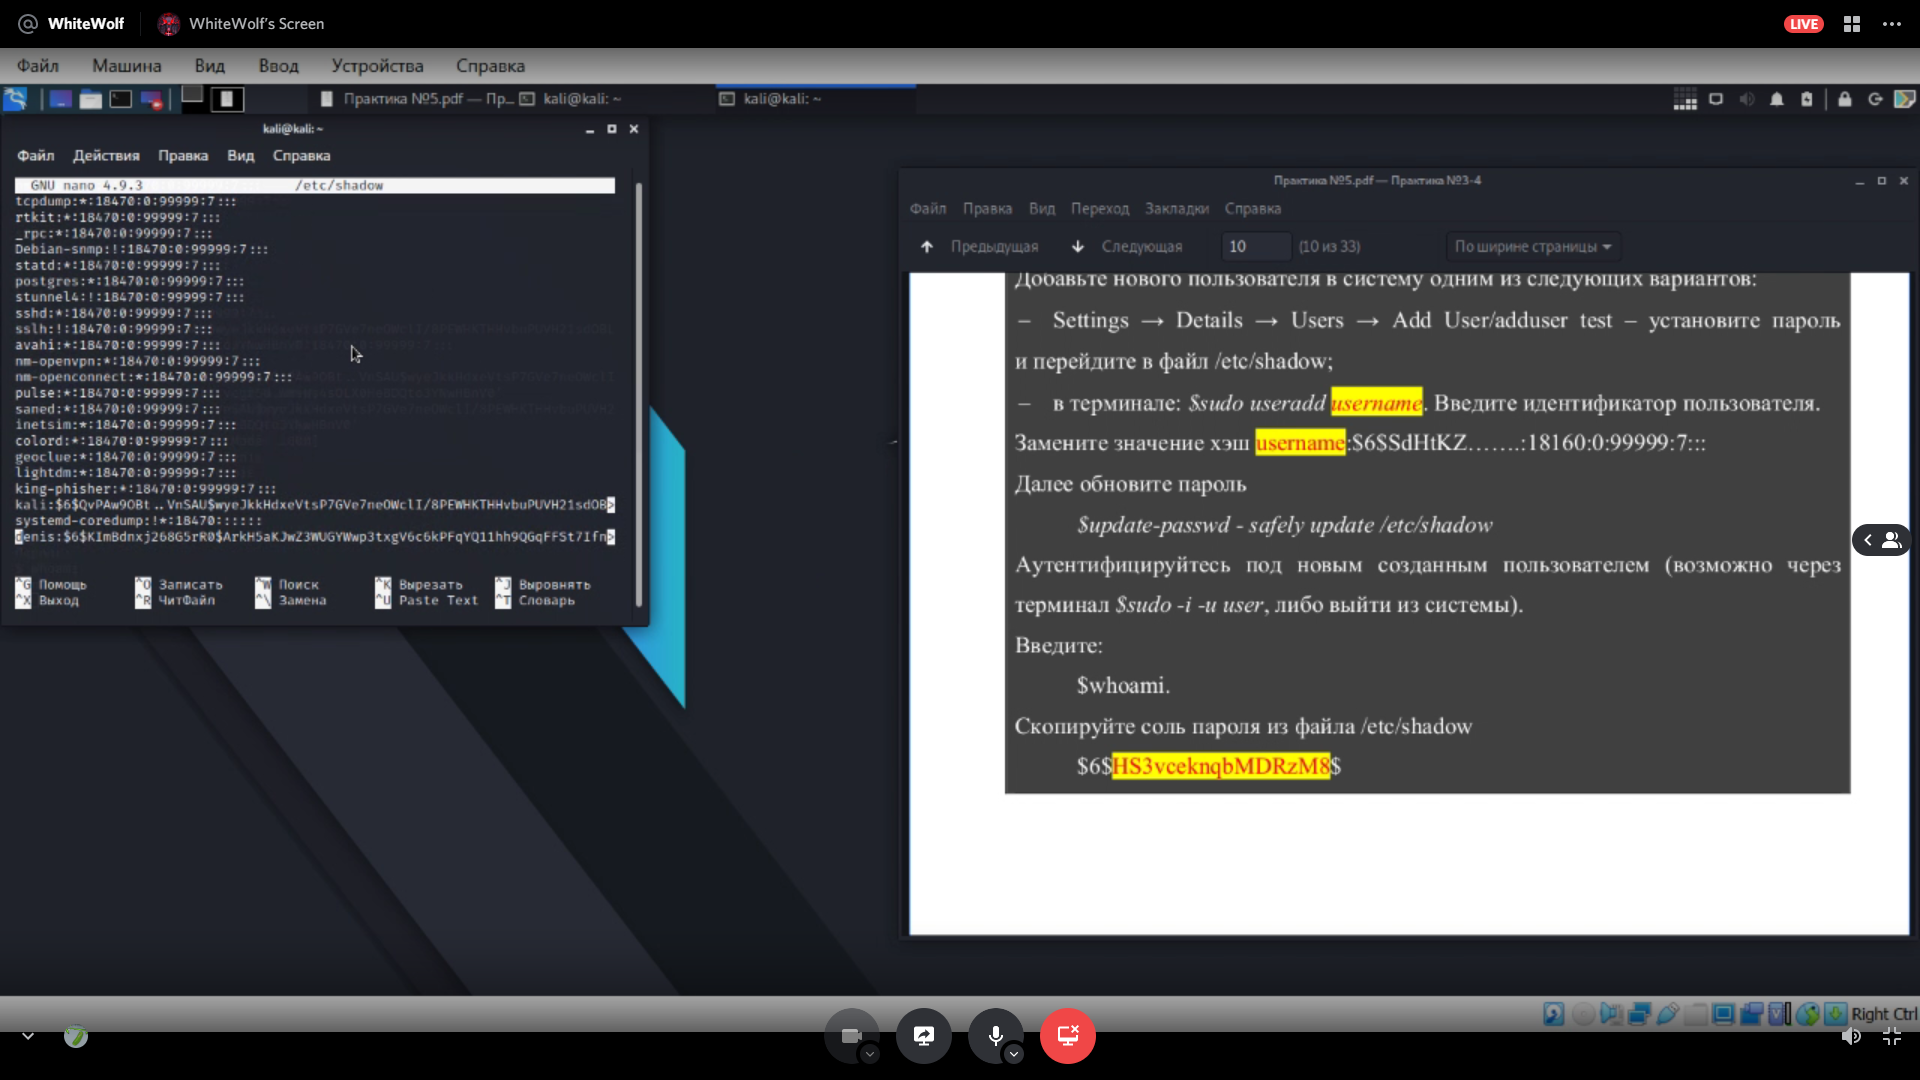 WhiteWolf
WhiteWolf's Screen
LIVE
Файл Машина Вид Ввод Устройства Справка
Практика №5.pdf — Пр...
kali@kali: ~
kali@kali: ~
kali@kali: ~
Файл Действия Правка Вид Справка
GNU nano 4.9.3 /etc/shadow
tcpdump:*:18470:0:99999:7:::
rtkit:*:18470:0:99999:7:::
_rpc:*:18470:0:99999:7:::
Debian-snmp:!:18470:0:99999:7:::
statd:*:18470:0:99999:7:::
postgres:*:18470:0:99999:7:::
stunnel4:!:18470:0:99999:7:::
sshd:*:18470:0:99999:7:::
sslh:!:18470:0:99999:7:::
avahi:*:18470:0:99999:7:::
nm-openvpn:*:18470:0:99999:7:::
nm-openconnect:*:18470:0:99999:7:::
pulse:*:18470:0:99999:7:::
saned:*:18470:0:99999:7:::
inetsim:*:18470:0:99999:7:::
colord:*:18470:0:99999:7:::
geoclue:*:18470:0:99999:7:::
lightdm:*:18470:0:99999:7:::
king-phisher:*:18470:0:99999:7:::
kali:$6$QvPAw9OBt..VnSAU$wyeJkkHdxeVtsP7GVe7neOWclI/8PEWHKTHHvbuPUVH21sdOB>
systemd-coredump:!*:18470::::::
denis:$6$KImBdnxj268G5rR0$ArkH5aKJwZ3WUGYWwp3txgV6c6kPFqYQ11hh9QGqFFSt7Ifn>
^G Помощь ^O Записать ^W Поиск ^K Вырезать ^J Выровнять
^X Выход ^R ЧитФайл ^\ Замена ^U Paste Text ^T Словарь
Практика №5.pdf — Практика №3-4
Файл Правка Вид Переход Закладки Справка
Предыдущая Следующая 10 (10 из 33) По ширине страницы
Добавьте нового пользователя в систему одним из следующих вариантов:
– Settings → Details → Users → Add User/adduser test – установите пароль
и перейдите в файл /etc/shadow;
– в терминале: $sudo useradd username. Введите идентификатор пользователя.
Замените значение хэш username:$6$SdHtKZ…….:18160:0:99999:7:::
Далее обновите пароль
$update-passwd - safely update /etc/shadow
Аутентифицируйтесь под новым созданным пользователем (возможно через
терминал $sudo -i -u user, либо выйти из системы).
Введите:
$whoami.
Скопируйте соль пароля из файла /etc/shadow
$6$HS3vceknqbMDRzM8$
Right Ctrl